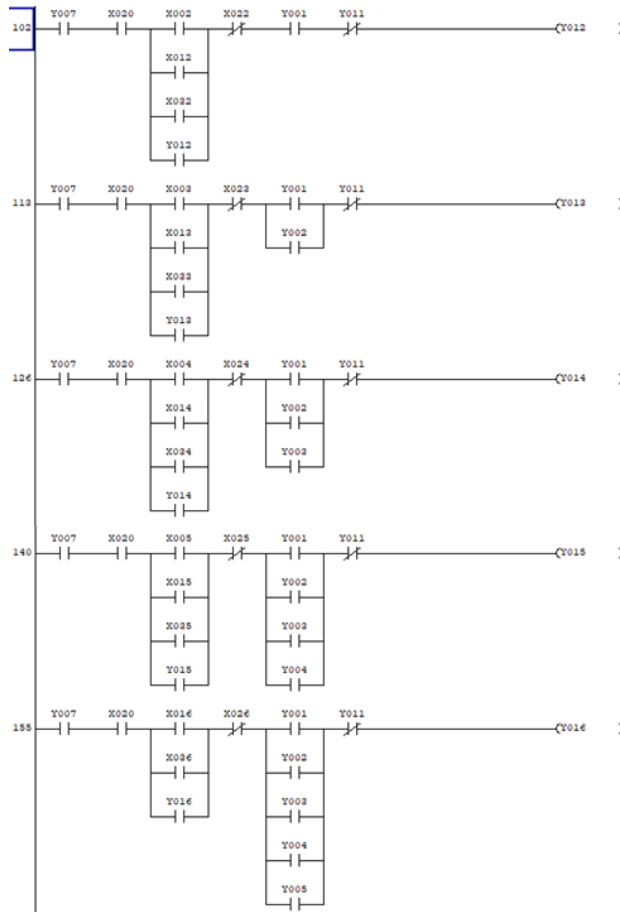 Y007 X020 X002 X022 Y001 Y011
102 (Y012 )
X012
X032
Y012
Y007 X020 X003 X023 Y001 Y011
113 (Y013 )
X013 Y002
X033
Y013
Y007 X020 X004 X024 Y001 Y011
126 (Y014 )
X014 Y002
X034 Y003
Y014
Y007 X020 X005 X025 Y001 Y011
140 (Y015 )
X015 Y002
X035 Y003
Y015 Y004
Y007 X020 X016 X026 Y001 Y011
155 (Y016 )
X036 Y002
Y016 Y003
Y004
Y005